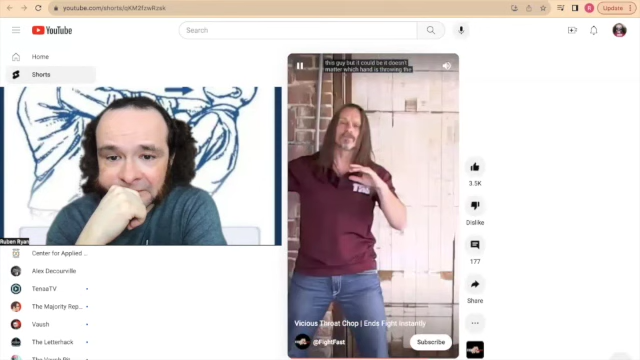 youtube.com/shorts/qKM2fzwRzsk
R
Update
YouTube
Search
Home
Shorts
this guy but it could be it doesn't
matter which hand is throwing the
Ruben Ryan
3.5K
Dislike
177
Share
Center for Applied ...
Alex Decourville
TenaaTV
The Majority Rep...
Vaush
The Letterhack
Vicious Throat Chop | Ends Fight Instantly
@FightFast
Subscribe